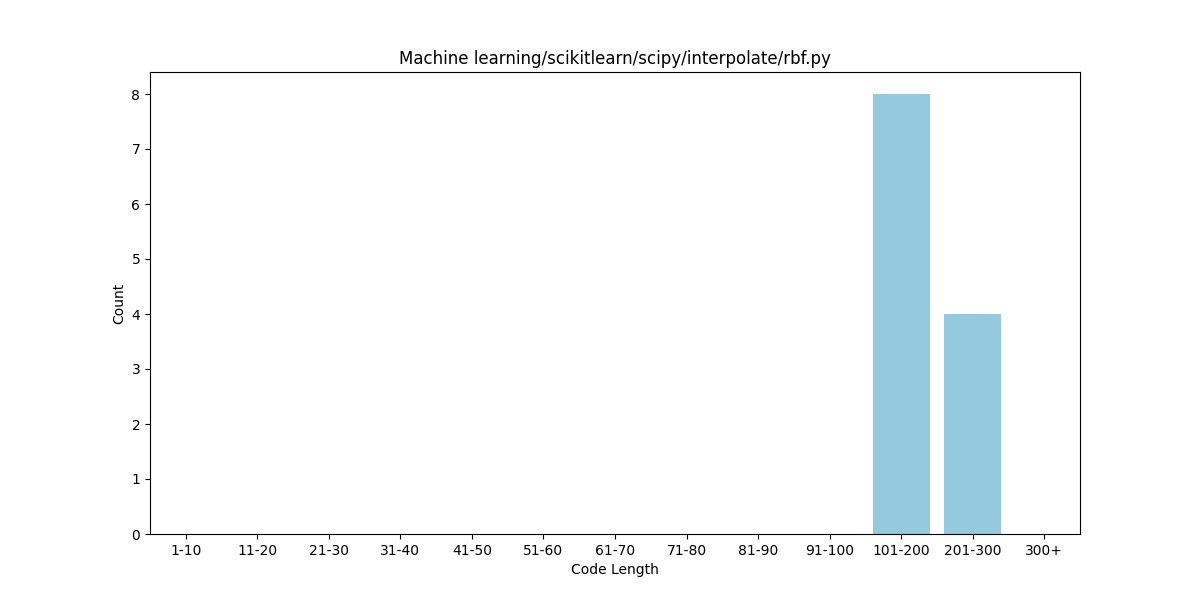 Machine learning/scikitlearn/scipy/interpolate/rbf.py
8
7
6
5
4
3
2
1
0
Count
1-10 11-20 21-30 31-40 41-50 51-60 61-70 71-80 81-90 91-100 101-200 201-300 300+
Code Length